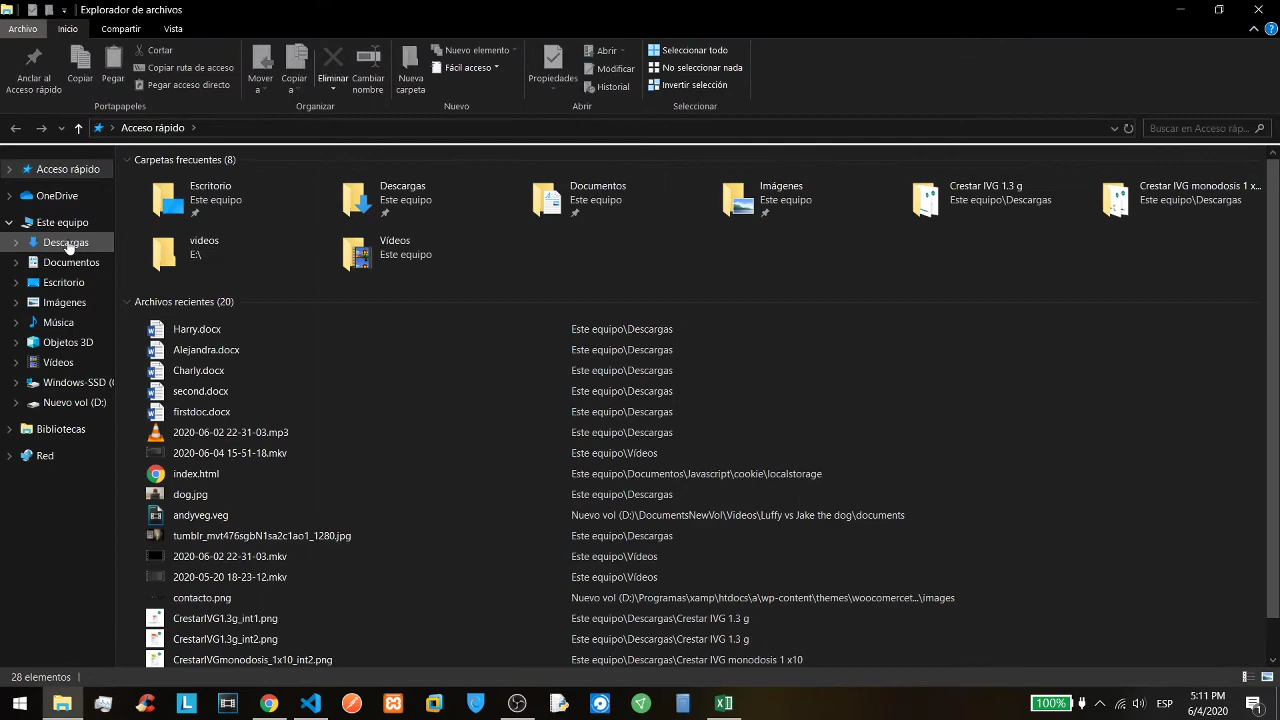 Explorador de archivos
Archivo Inicio Compartir Vista
Anclar al Acceso rápido
Copiar
Pegar
Cortar
Copiar ruta de acceso
Pegar acceso directo
Portapapeles
Mover a
Copiar a
Eliminar
Cambiar nombre
Organizar
Nueva carpeta
Nuevo elemento
Fácil acceso
Nuevo
Propiedades
Abrir
Modificar
Historial
Abrir
Seleccionar todo
No seleccionar nada
Invertir selección
Seleccionar
Acceso rápido
Buscar en Acceso ráp...
Acceso rápido
OneDrive
Este equipo
Descargas
Documentos
Escritorio
Imágenes
Música
Objetos 3D
Vídeos
Windows-SSD (
Nuevo vol (D:)
Bibliotecas
Red
Carpetas frecuentes (8)
Escritorio
Este equipo
Descargas
Este equipo
Documentos
Este equipo
Imágenes
Este equipo
Crestar IVG 1.3 g
Este equipo\Descargas
Crestar IVG monodosis 1 x...
Este equipo\Descargas
videos
E:\
Vídeos
Este equipo
Archivos recientes (20)
Harry.docx Este equipo\Descargas
Alejandra.docx Este equipo\Descargas
Charly.docx Este equipo\Descargas
second.docx Este equipo\Descargas
firstdoc.docx Este equipo\Descargas
2020-06-02 22-31-03.mp3 Este equipo\Descargas
2020-06-04 15-51-18.mkv Este equipo\Vídeos
index.html Este equipo\Documentos\Javascript\cookie\localstorage
dog.jpg Este equipo\Descargas
andyveg.veg Nuevo vol (D:)\DocumentsNewVol\Videos\Luffy vs Jake the dog\documents
tumblr_mvt476sgbN1sa2c1ao1_1280.jpg Este equipo\Descargas
2020-06-02 22-31-03.mkv Este equipo\Vídeos
2020-05-20 18-23-12.mkv Este equipo\Vídeos
contacto.png Nuevo vol (D:)\Programas\xamp\htdocs\a\wp-content\themes\woocomercet...\images
CrestarIVG1.3g_int1.png Este equipo\Descargas\Crestar IVG 1.3 g
CrestarIVG1.3g_int2.png Este equipo\Descargas\Crestar IVG 1.3 g
CrestarIVGmonodosis_1x10_int2.png Este equipo\Descargas\Crestar IVG monodosis 1 x10
28 elementos
100%
ESP
5:11 PM
6/4/2020